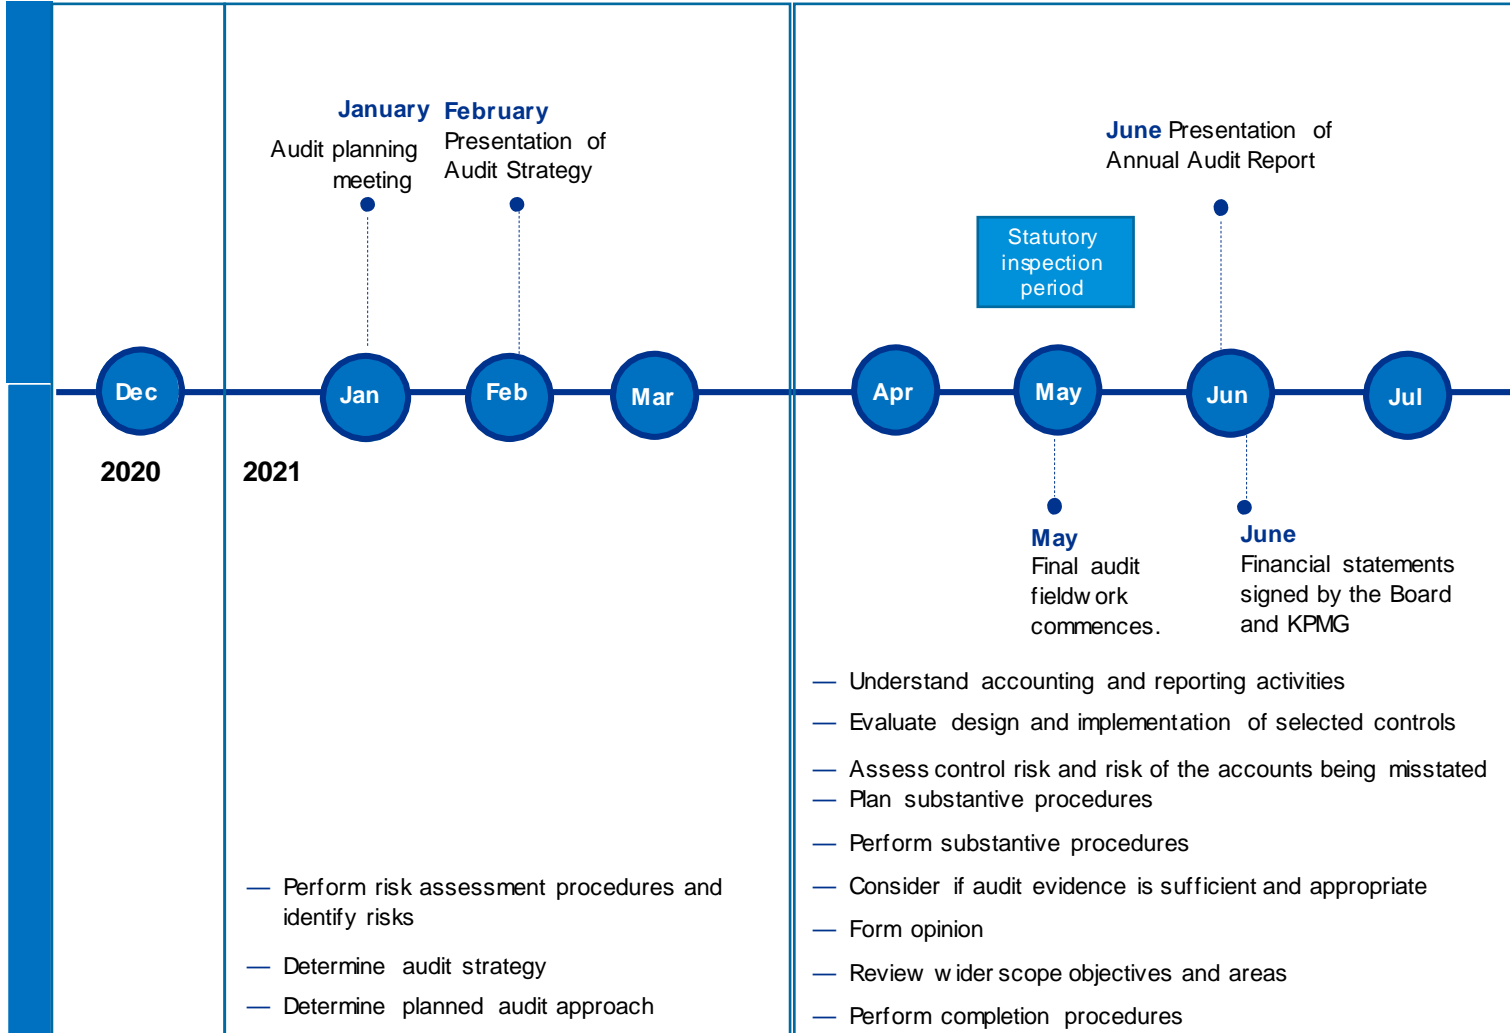 January
Audit planning
meeting
February
Presentation of
Audit Strategy
June Presentation of
Annual Audit Report
Statutory
inspection
period
Dec
Jan
Feb
Mar
Apr
May
Jun
Jul
2020
2021
May
Final audit
fieldwork
commences.
June
Financial statements
signed by the Board
and KPMG
— Perform risk assessment procedures and
identify risks
— Determine audit strategy
— Determine planned audit approach
— Understand accounting and reporting activities
— Evaluate design and implementation of selected controls
— Assess control risk and risk of the accounts being misstated
— Plan substantive procedures
— Perform substantive procedures
— Consider if audit evidence is sufficient and appropriate
— Form opinion
— Review wider scope objectives and areas
— Perform completion procedures